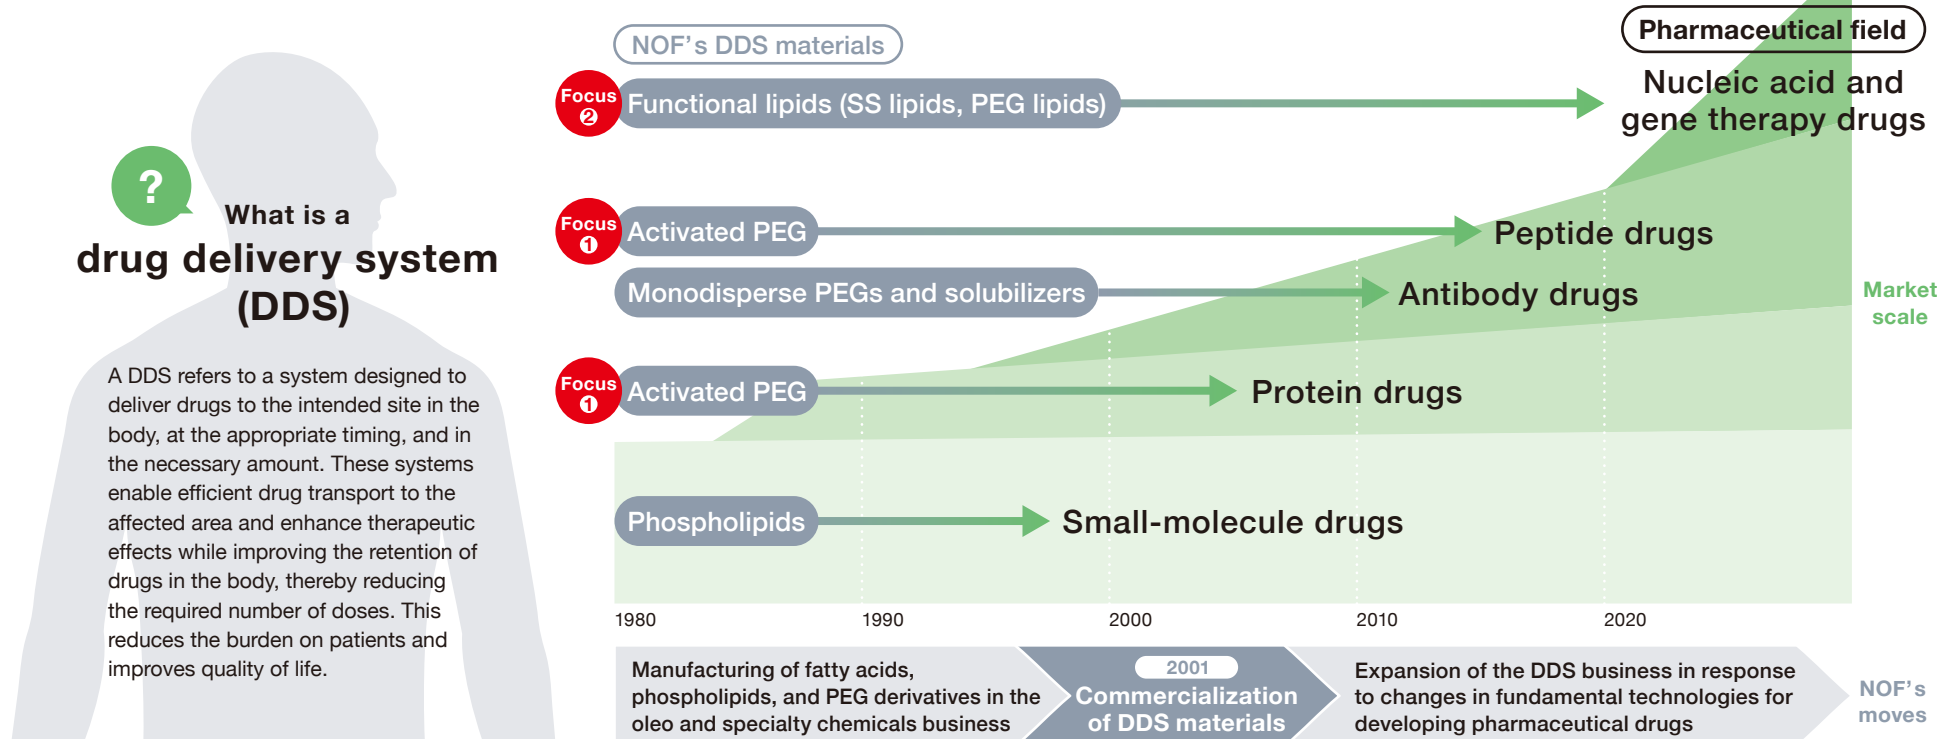 ?
What is a
drug delivery system
(DDS)
A DDS refers to a system designed to
deliver drugs to the intended site in the
body, at the appropriate timing, and in
the necessary amount. These systems
enable efficient drug transport to the
affected area and enhance therapeutic
effects while improving the retention of
drugs in the body, thereby reducing
the required number of doses. This
reduces the burden on patients and
improves quality of life.
NOF's DDS materials
Pharmaceutical field
Focus
2
Functional lipids (SS lipids, PEG lipids)
Nucleic acid and
gene therapy drugs
Focus
1
Activated PEG
Peptide drugs
Monodisperse PEGs and solubilizers
Antibody drugs
Market
scale
Focus
1
Activated PEG
Protein drugs
Phospholipids
Small-molecule drugs
1980
1990
2000
2010
2020
Manufacturing of fatty acids,
phospholipids, and PEG derivatives in the
oleo and specialty chemicals business
2001
Commercialization
of DDS materials
Expansion of the DDS business in response
to changes in fundamental technologies for
developing pharmaceutical drugs
NOF's
moves